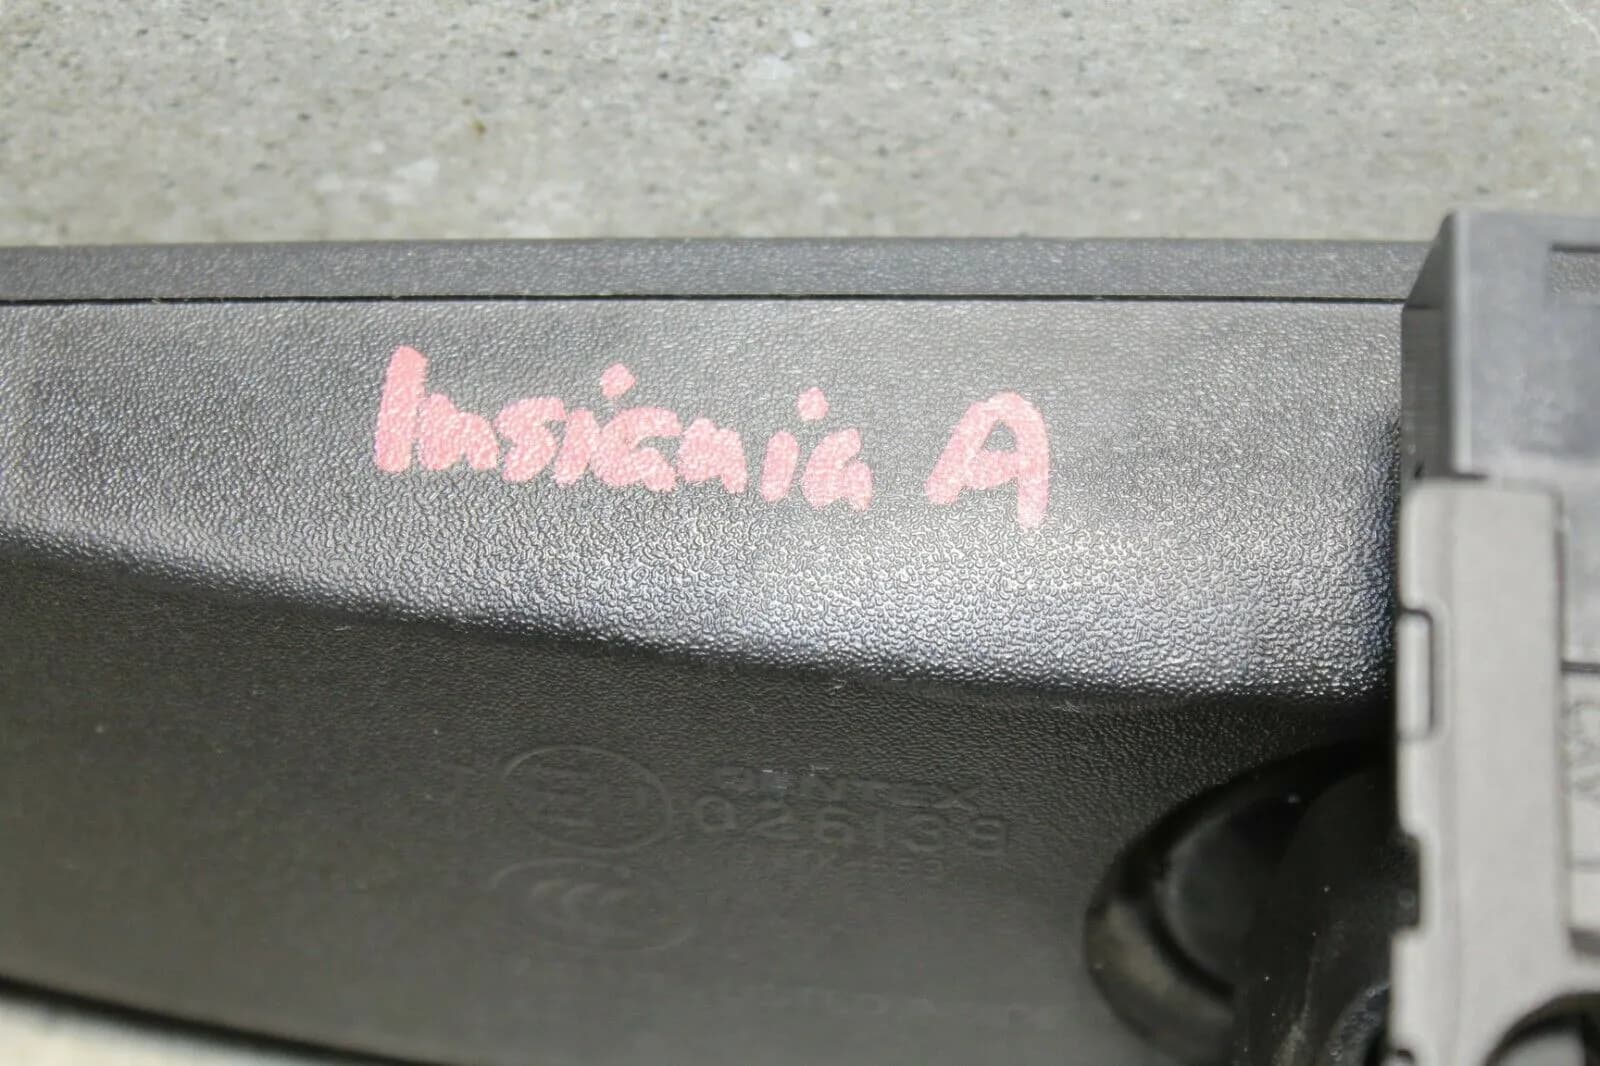 Insignia A
GENTEX
026139